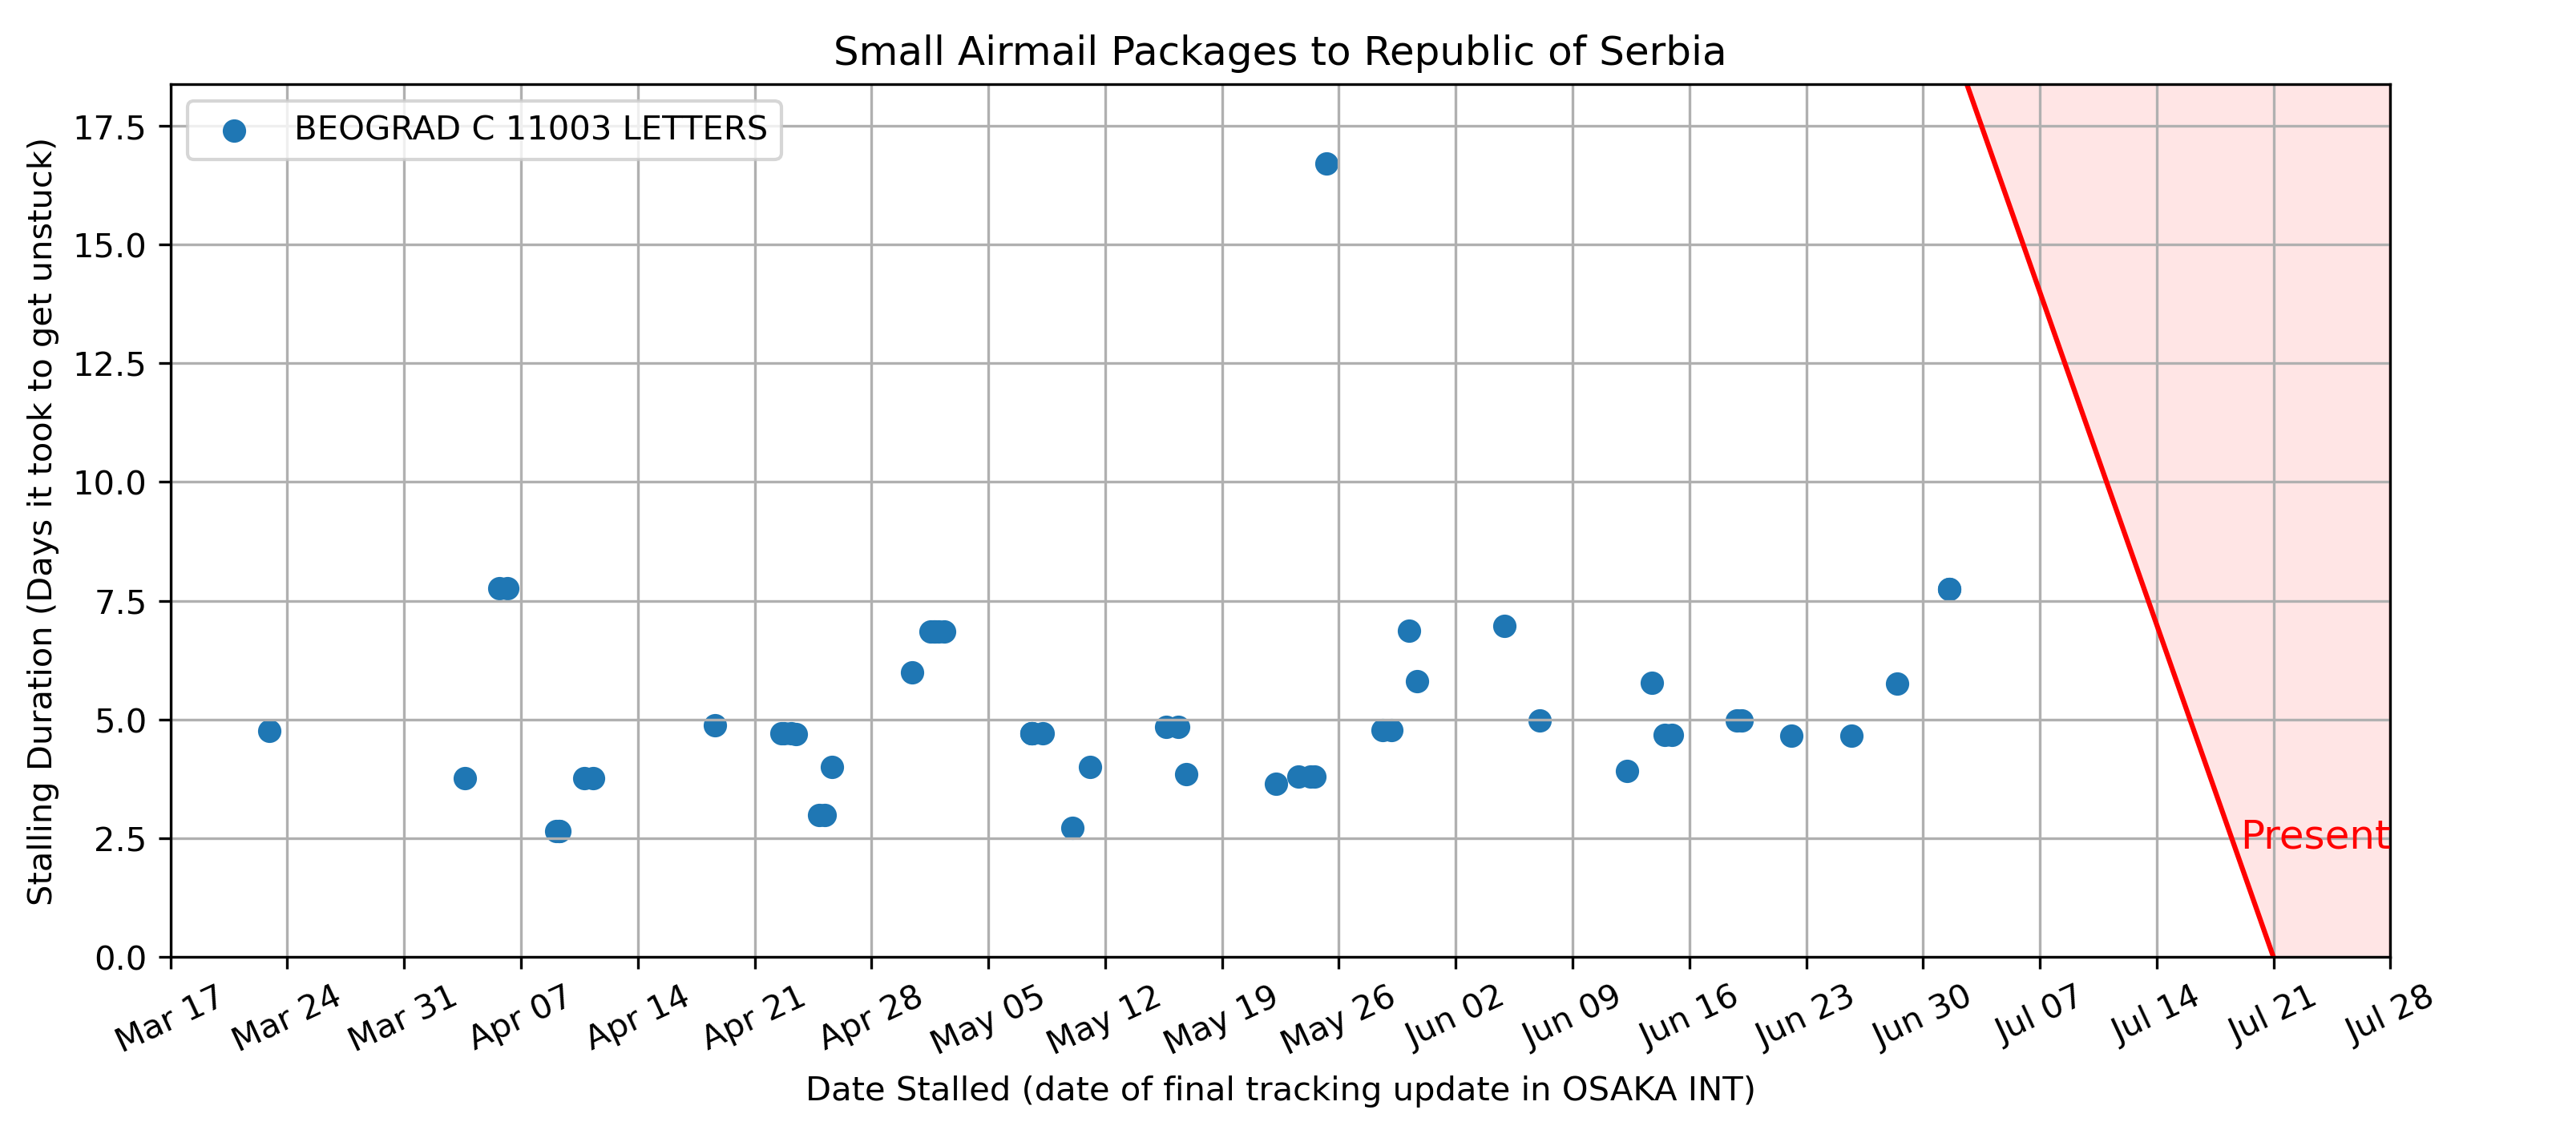 Small Airmail Packages to Republic of Serbia
BEOGRAD C 11003 LETTERS
Stalling Duration (Days it took to get unstuck)
17.5
15.0
12.5
10.0
7.5
5.0
2.5
0.0
Present
Mar 17
Mar 24
Mar 31
Apr 07
Apr 14
Apr 21
Apr 28
May 05
May 12
May 19
May 26
Jun 02
Jun 09
Jun 16
Jun 23
Jun 30
Jul 07
Jul 14
Jul 21
Jul 28
Date Stalled (date of final tracking update in OSAKA INT)